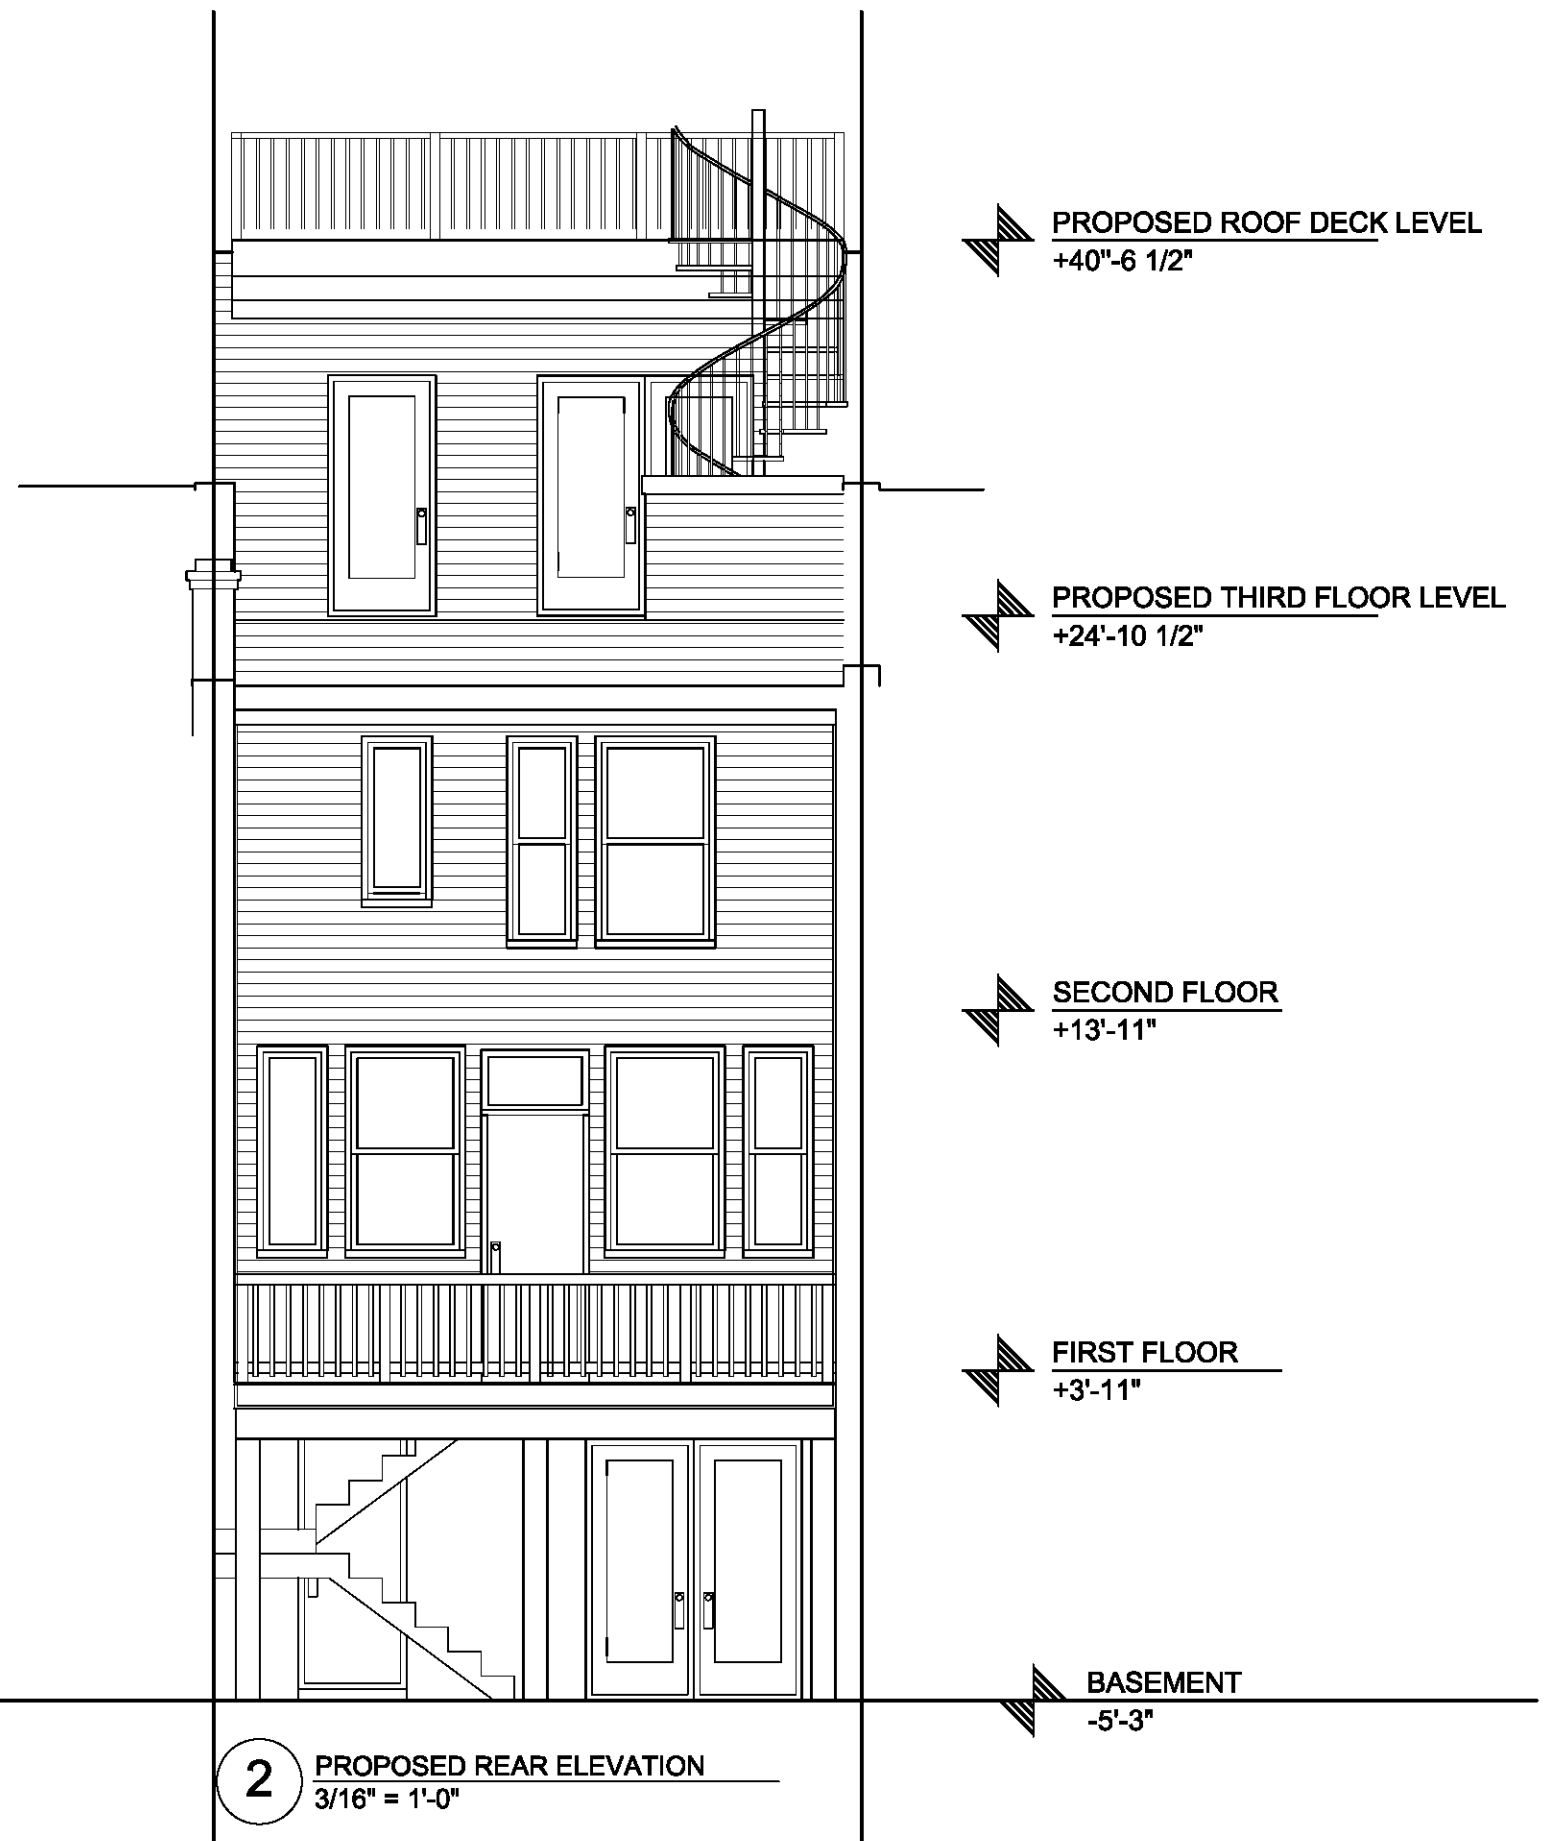 PROPOSED ROOF DECK LEVEL
+40"-6 1/2"
PROPOSED THIRD FLOOR LEVEL
+24'-10 1/2"
SECOND FLOOR
+13'-11"
FIRST FLOOR
+3'-11"
BASEMENT
-5'-3"
2
PROPOSED REAR ELEVATION
3/16" = 1'-0"